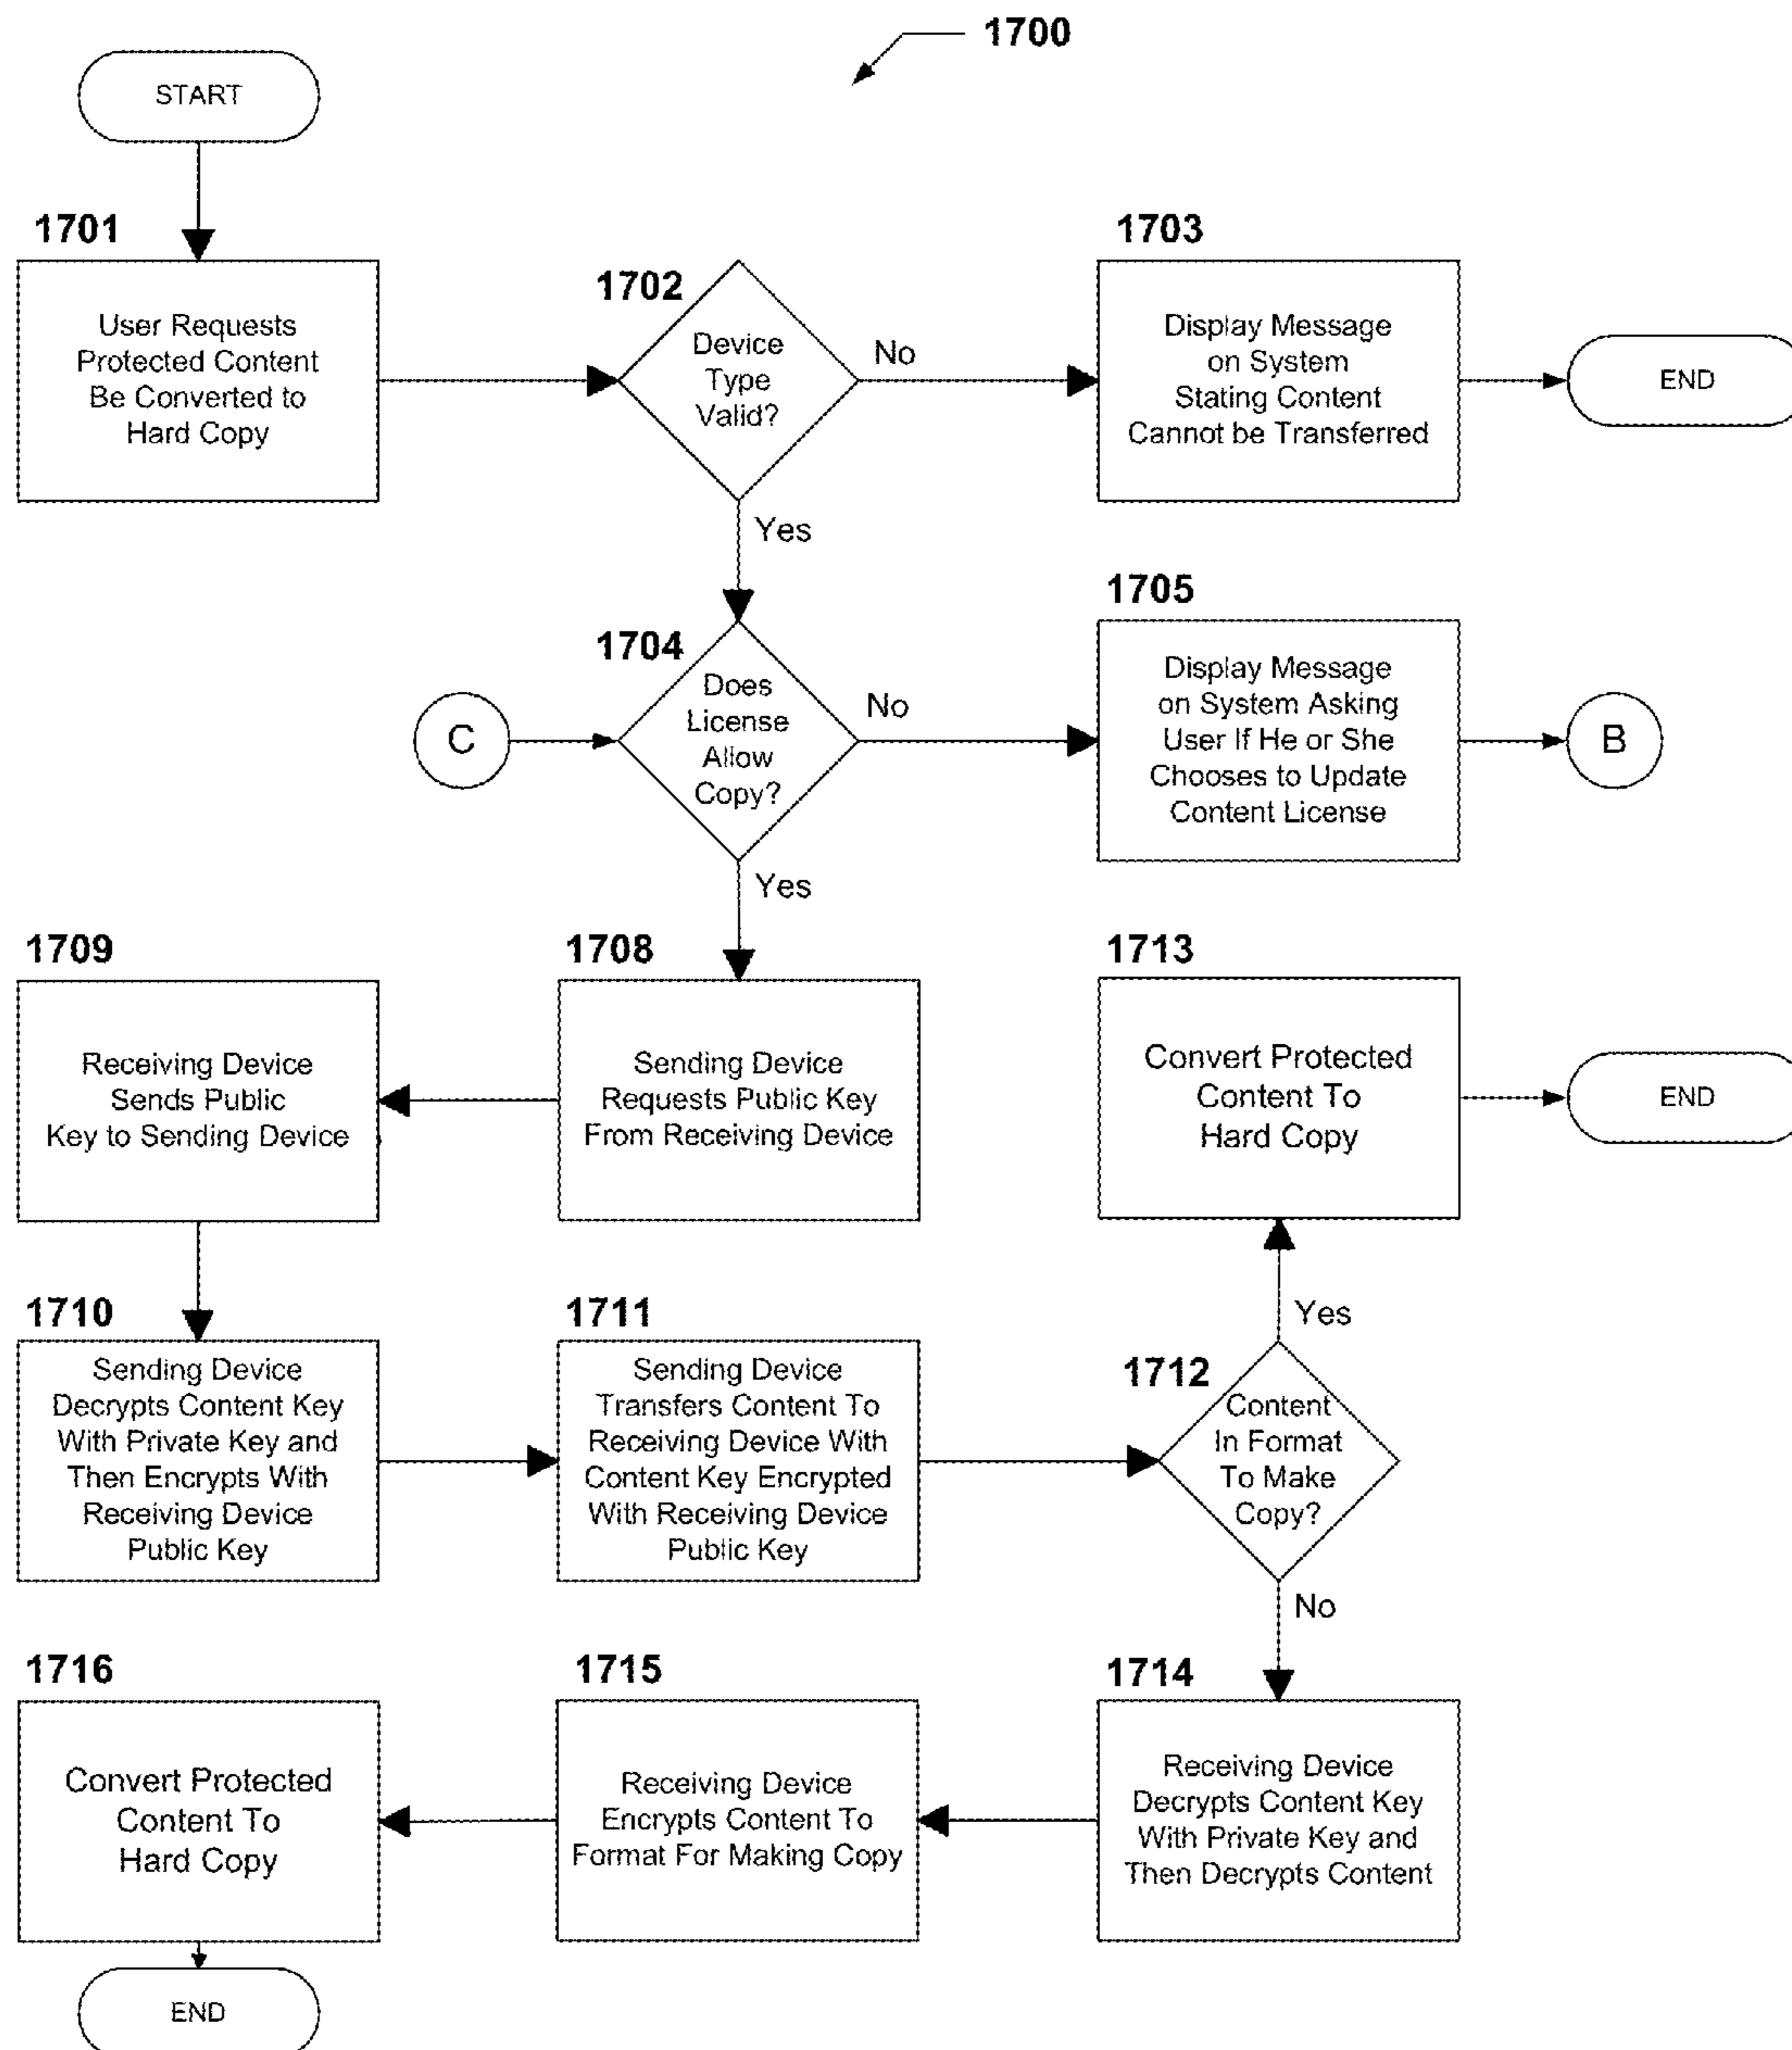 1700
START
1701
User Requests
Protected Content
Be Converted to
Hard Copy
1702
Device
Type
Valid?
No
Yes
1703
Display Message
on System
Stating Content
Cannot be Transferred
END
1704
Does
License
Allow
Copy?
C
No
Yes
1705
Display Message
on System Asking
User If He or She
Chooses to Update
Content License
B
1708
Sending Device
Requests Public Key
From Receiving Device
1709
Receiving Device
Sends Public
Key to Sending Device
1710
Sending Device
Decrypts Content Key
With Private Key and
Then Encrypts With
Receiving Device
Public Key
1711
Sending Device
Transfers Content To
Receiving Device With
Content Key Encrypted
With Receiving Device
Public Key
1712
Content
In Format
To Make
Copy?
Yes
No
1713
Convert Protected
Content To
Hard Copy
END
1714
Receiving Device
Decrypts Content Key
With Private Key and
Then Decrypts Content
1715
Receiving Device
Encrypts Content To
Format For Making Copy
1716
Convert Protected
Content To
Hard Copy
END